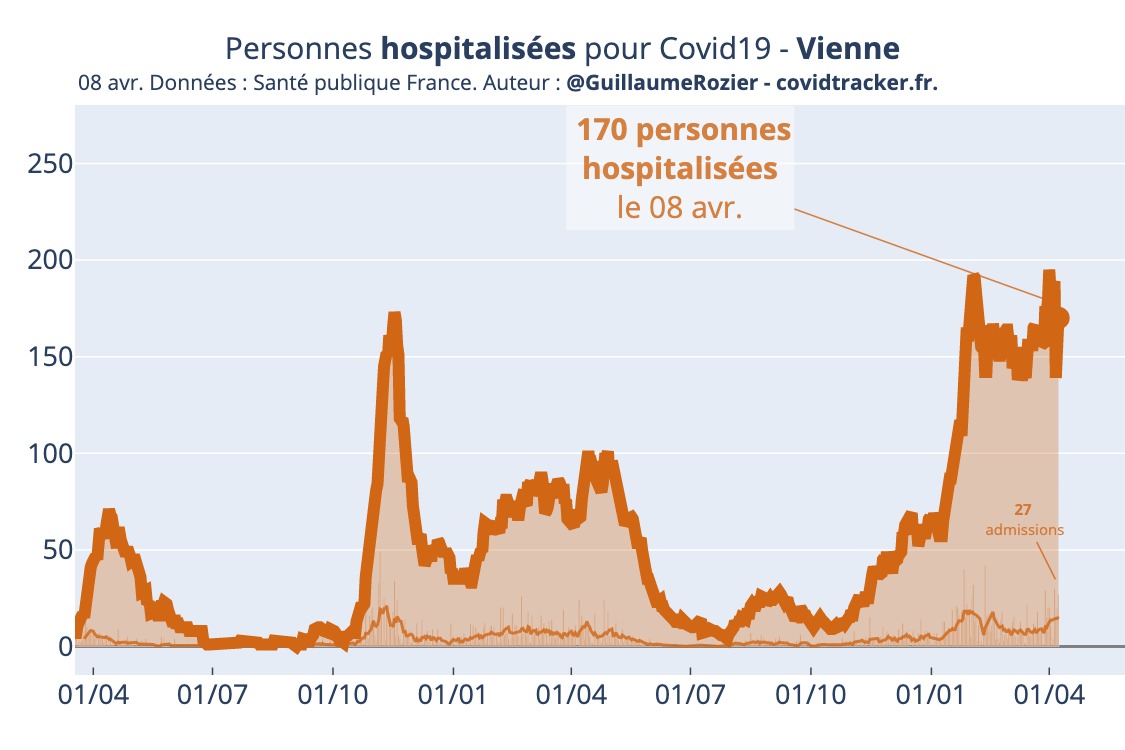 Personnes hospitalisées pour Covid19 - Vienne
08 avr. Données : Santé publique France. Auteur : @GuillaumeRozier - covidtracker.fr.
170 personnes
hospitalisées
le 08 avr.
250
200
150
100
50
0
27
admissions
01/04 01/07 01/10 01/01 01/04 01/07 01/10 01/01 01/04